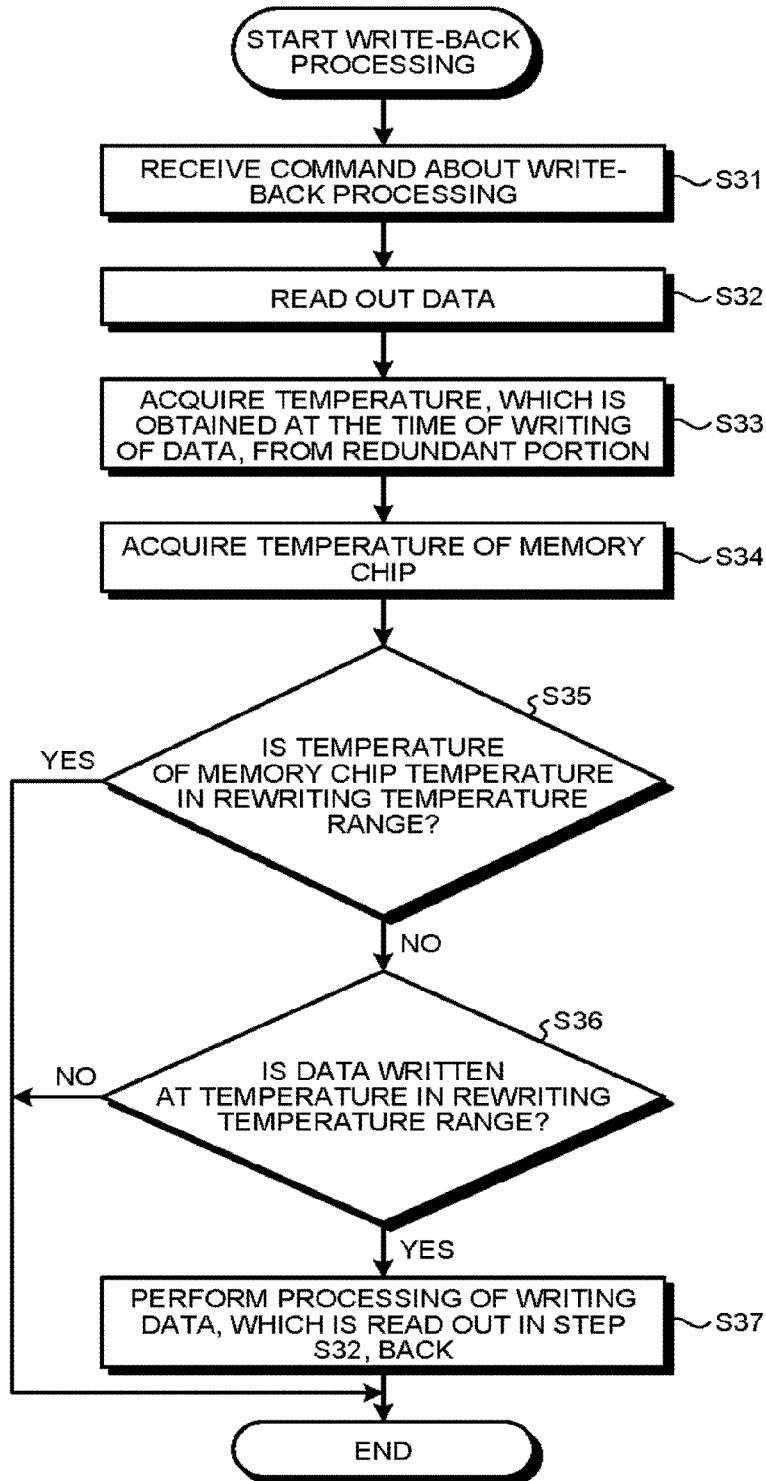 START WRITE-BACK
PROCESSING
RECEIVE COMMAND ABOUT WRITE-
BACK PROCESSING
S31
READ OUT DATA
S32
ACQUIRE TEMPERATURE, WHICH IS
OBTAINED AT THE TIME OF WRITING
OF DATA, FROM REDUNDANT PORTION
S33
ACQUIRE TEMPERATURE OF MEMORY
CHIP
S34
S35
YES
IS TEMPERATURE
OF MEMORY CHIP TEMPERATURE
IN REWRITING TEMPERATURE
RANGE?
NO
S36
NO
IS DATA WRITTEN
AT TEMPERATURE IN REWRITING
TEMPERATURE RANGE?
YES
PERFORM PROCESSING OF WRITING
DATA, WHICH IS READ OUT IN STEP
S32, BACK
S37
END